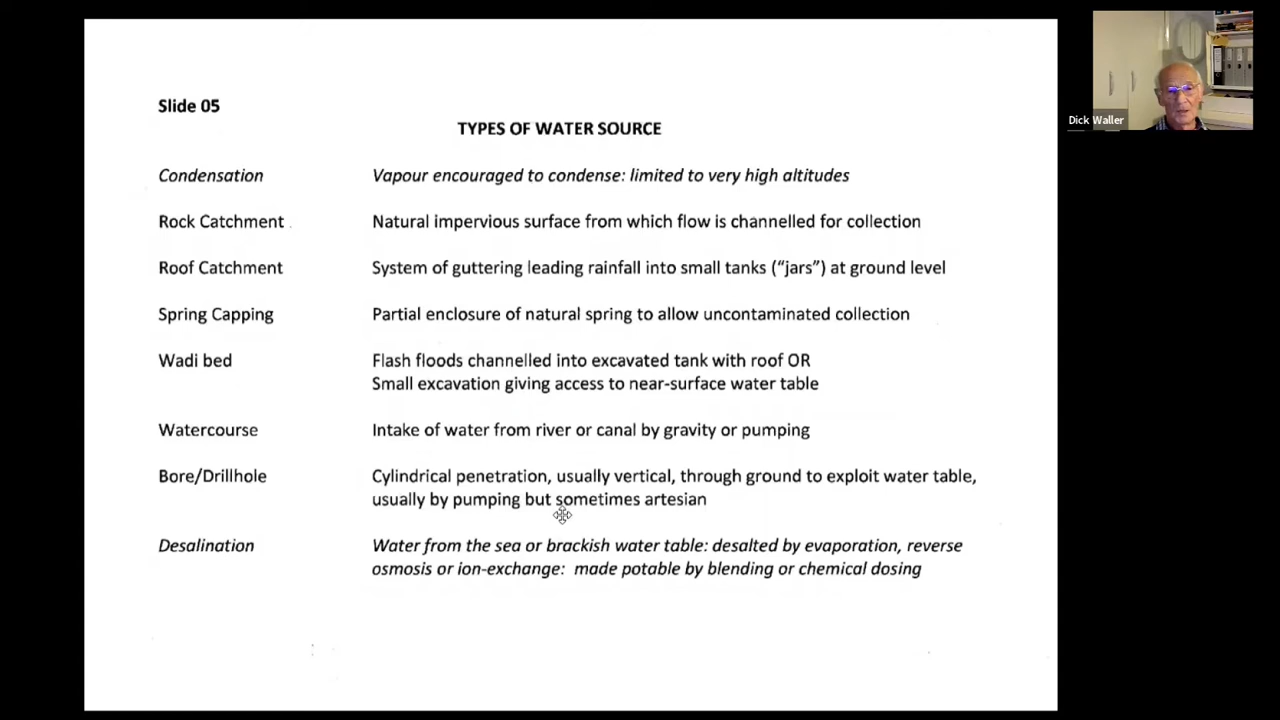 Slide 05
TYPES OF WATER SOURCE
Condensation Vapour encouraged to condense: limited to very high altitudes
Rock Catchment Natural impervious surface from which flow is channelled for collection
Roof Catchment System of guttering leading rainfall into small tanks (“jars”) at ground level
Spring Capping Partial enclosure of natural spring to allow uncontaminated collection
Wadi bed Flash floods channelled into excavated tank with roof OR
Small excavation giving access to near-surface water table
Watercourse Intake of water from river or canal by gravity or pumping
Bore/Drillhole Cylindrical penetration, usually vertical, through ground to exploit water table,
usually by pumping but sometimes artesian
Desalination Water from the sea or brackish water table: desalted by evaporation, reverse
osmosis or ion-exchange: made potable by blending or chemical dosing
Dick Waller